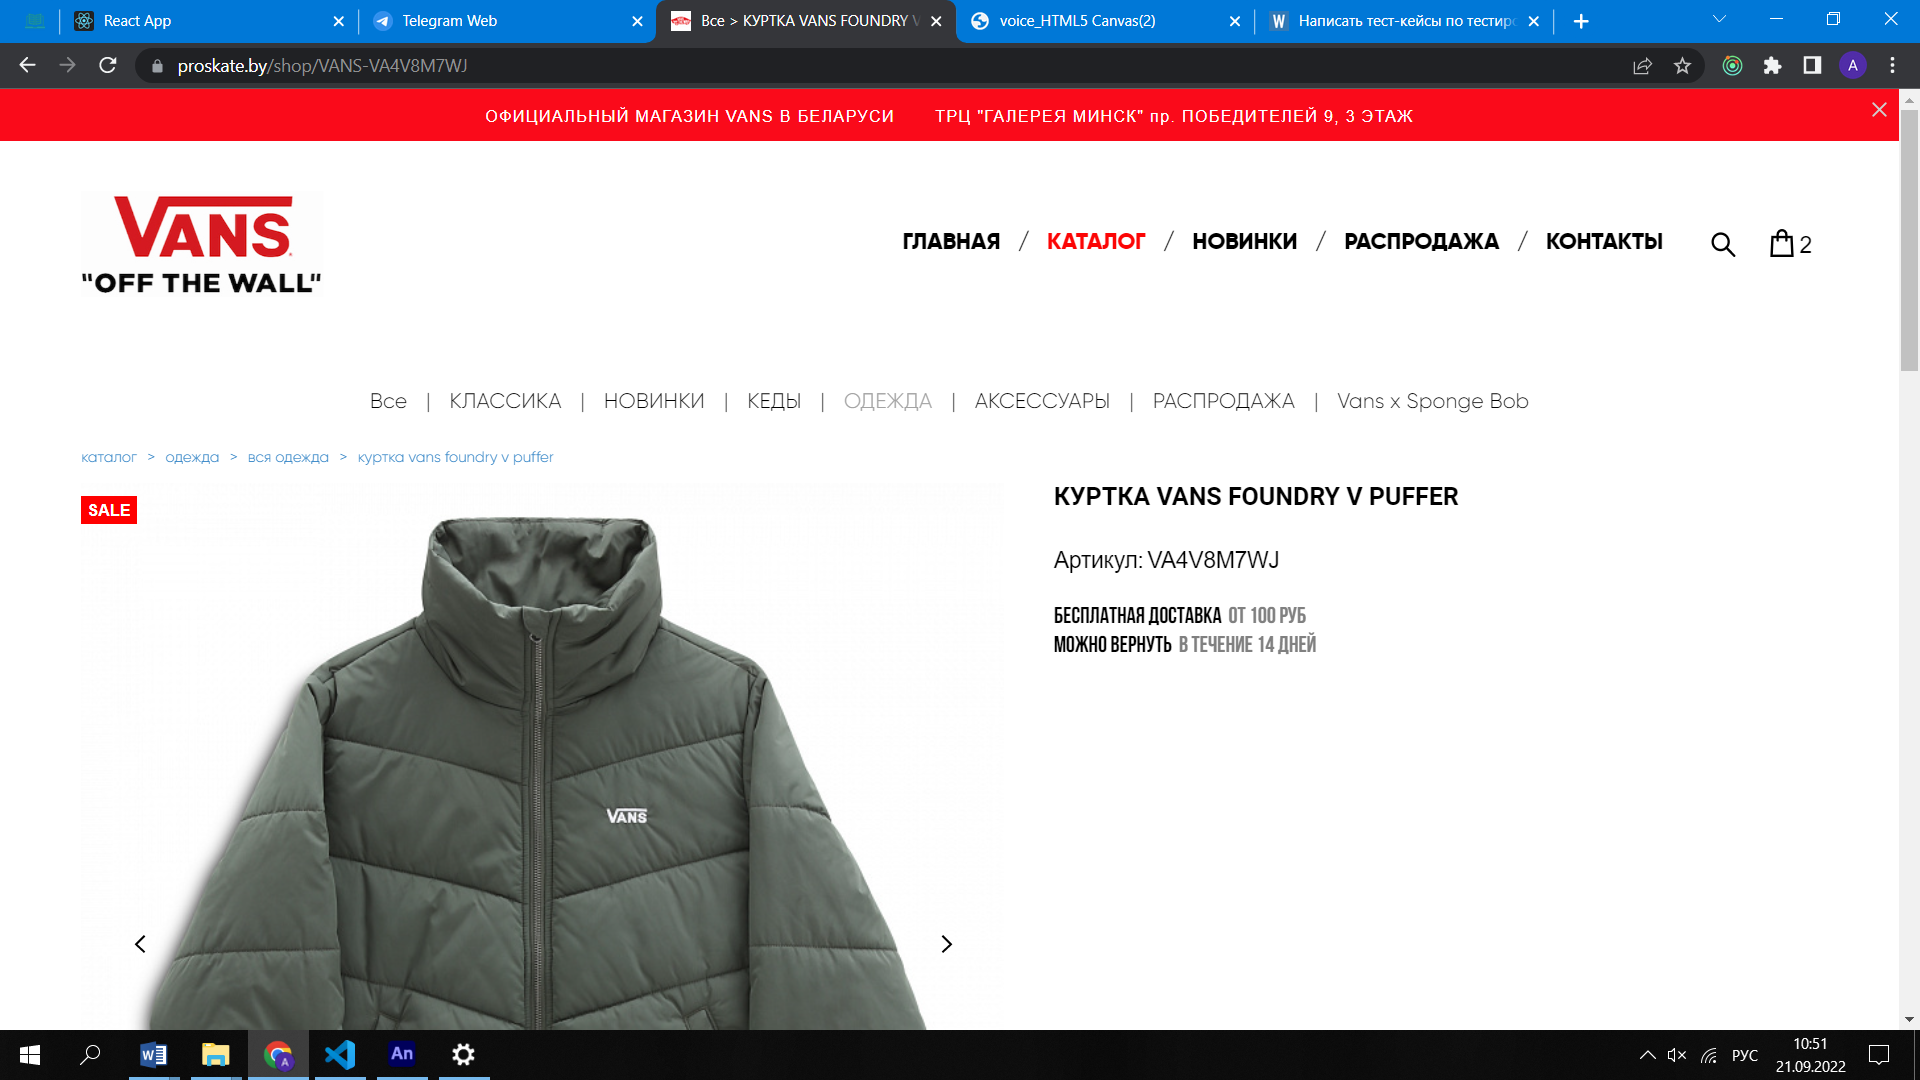 React App
Telegram Web
Все > КУРТКА VANS FOUNDRY V
voice_HTML5 Canvas(2)
Написать тест-кейсы по тестиро
proskate.by/shop/VANS-VA4V8M7WJ
A
ОФИЦИАЛЬНЫЙ МАГАЗИН VANS В БЕЛАРУСИ ТРЦ "ГАЛЕРЕЯ МИНСК" пр. ПОБЕДИТЕЛЕЙ 9, 3 ЭТАЖ
VANS
"OFF THE WALL"
ГЛАВНАЯ / КАТАЛОГ / НОВИНКИ / РАСПРОДАЖА / КОНТАКТЫ
2
Все | КЛАССИКА | НОВИНКИ | КЕДЫ | ОДЕЖДА | АКСЕССУАРЫ | РАСПРОДАЖА | Vans x Sponge Bob
каталог > одежда > вся одежда > куртка vans foundry v puffer
SALE
VANS
КУРТКА VANS FOUNDRY V PUFFER
Артикул: VA4V8M7WJ
БЕСПЛАТНАЯ ДОСТАВКА ОТ 100 РУБ
МОЖНО ВЕРНУТЬ В ТЕЧЕНИЕ 14 ДНЕЙ
An
РУС
10:51
21.09.2022